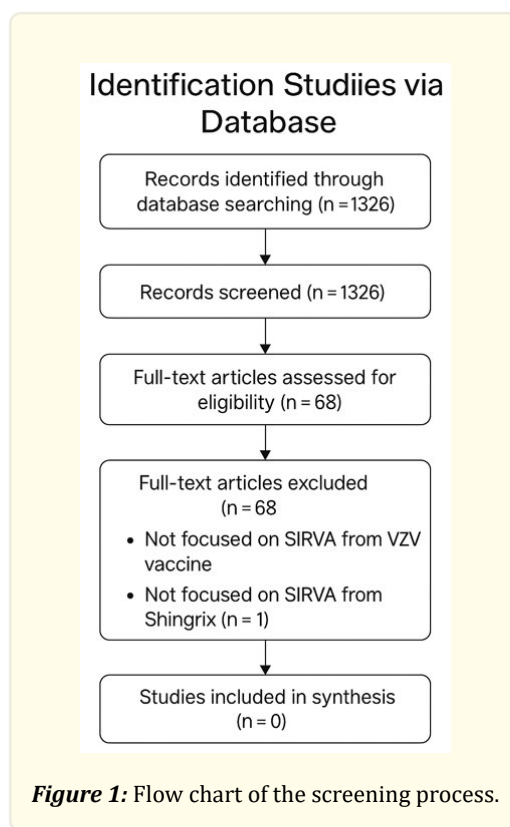 Identification Studiies via
Database
Records identified through
database searching (n = 1326)
Records screened (n = 1326)
Full-text articles assessed for
eligibility (n = 68)
Full-text articles excluded
(n = 68
• Not focused on SIRVA from VZV
vaccine
• Not focused on SIRVA from
Shingrix (n = 1)
Studies included in synthesis
(n = 0)
Figure 1: Flow chart of the screening process.